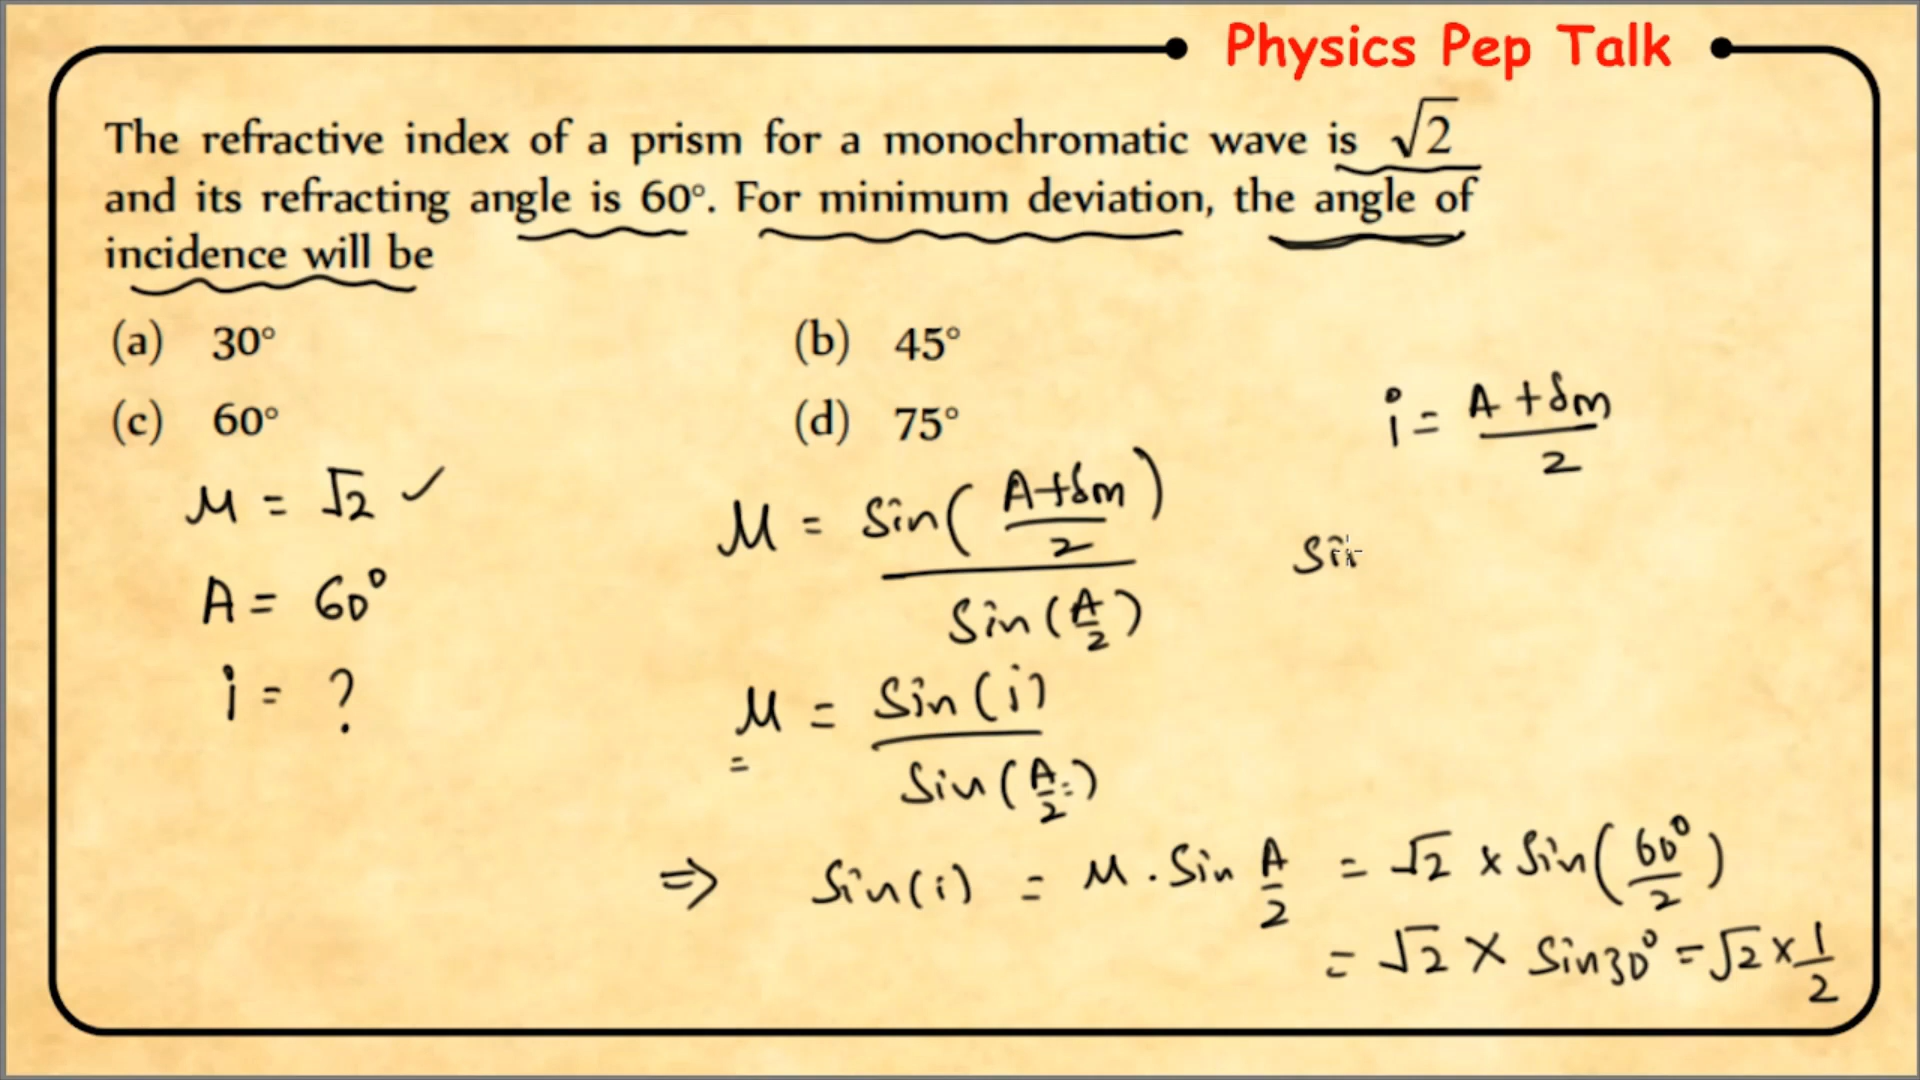 Physics Pep Talk
The refractive index of a prism for a monochromatic wave is √2
and its refracting angle is 60°. For minimum deviation, the angle of
incidence will be
(a) 30°
(b) 45°
(c) 60°
(d) 75°
i = (A + δm)/2
μ = √2 ✓
A = 60°
i = ?
μ = Sin((A+δm)/2) / Sin(A/2)
Sin
μ = Sin(i) / Sin(A/2)
=
⇒ Sin(i) = μ . Sin A/2 = √2 × Sin(60°/2)
= √2 × Sin30° = √2 × 1/2